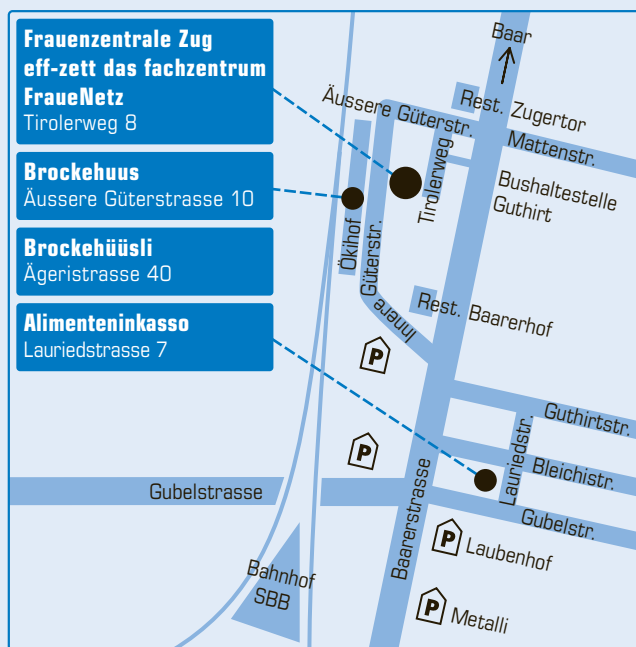 Frauenzentrale Zug
eff-zett das fachzentrum
FraueNetz
Tirolerweg 8
Brockehuus
Äussere Güterstrasse 10
Brockehüüsli
Ägeristrasse 40
Alimenteninkasso
Lauriedstrasse 7
Baar
Rest. Zugertor
Äussere Güterstr.
Mattenstr.
Tirolerweg
Bushaltestelle
Guthirt
Ökihof
Güterstr.
Innere
Rest. Baarerhof
P
Guthirtstr.
P
Lauriedstr.
Bleichistr.
Baarerstrasse
Gubelstrasse
Gubelstr.
P
Laubenhof
Bahnhof
SBB
P
Metalli